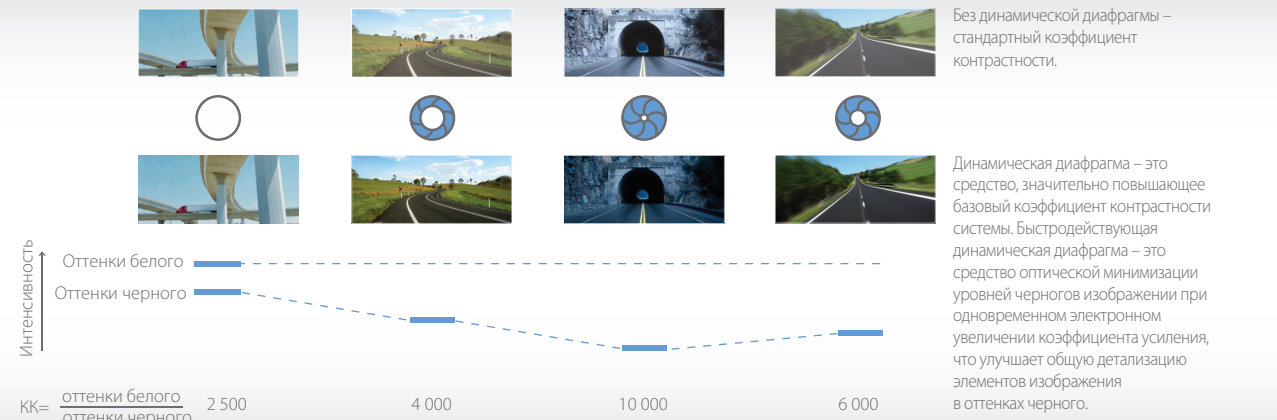 Без динамической диафрагмы –
стандартный коэффициент
контрастности.
Динамическая диафрагма – это
средство, значительно повышающее
базовый коэффициент контрастности
системы. Быстродействующая
динамическая диафрагма – это
средство оптической минимизации
уровней черногов изображении при
одновременном электронном
увеличении коэффициента усиления,
что улучшает общую детализацию
элементов изображения
в оттенках черного.
Интенсивность
Оттенки белого
Оттенки черного
КК= оттенки белого
оттенки черного
2 500 4 000 10 000 6 000